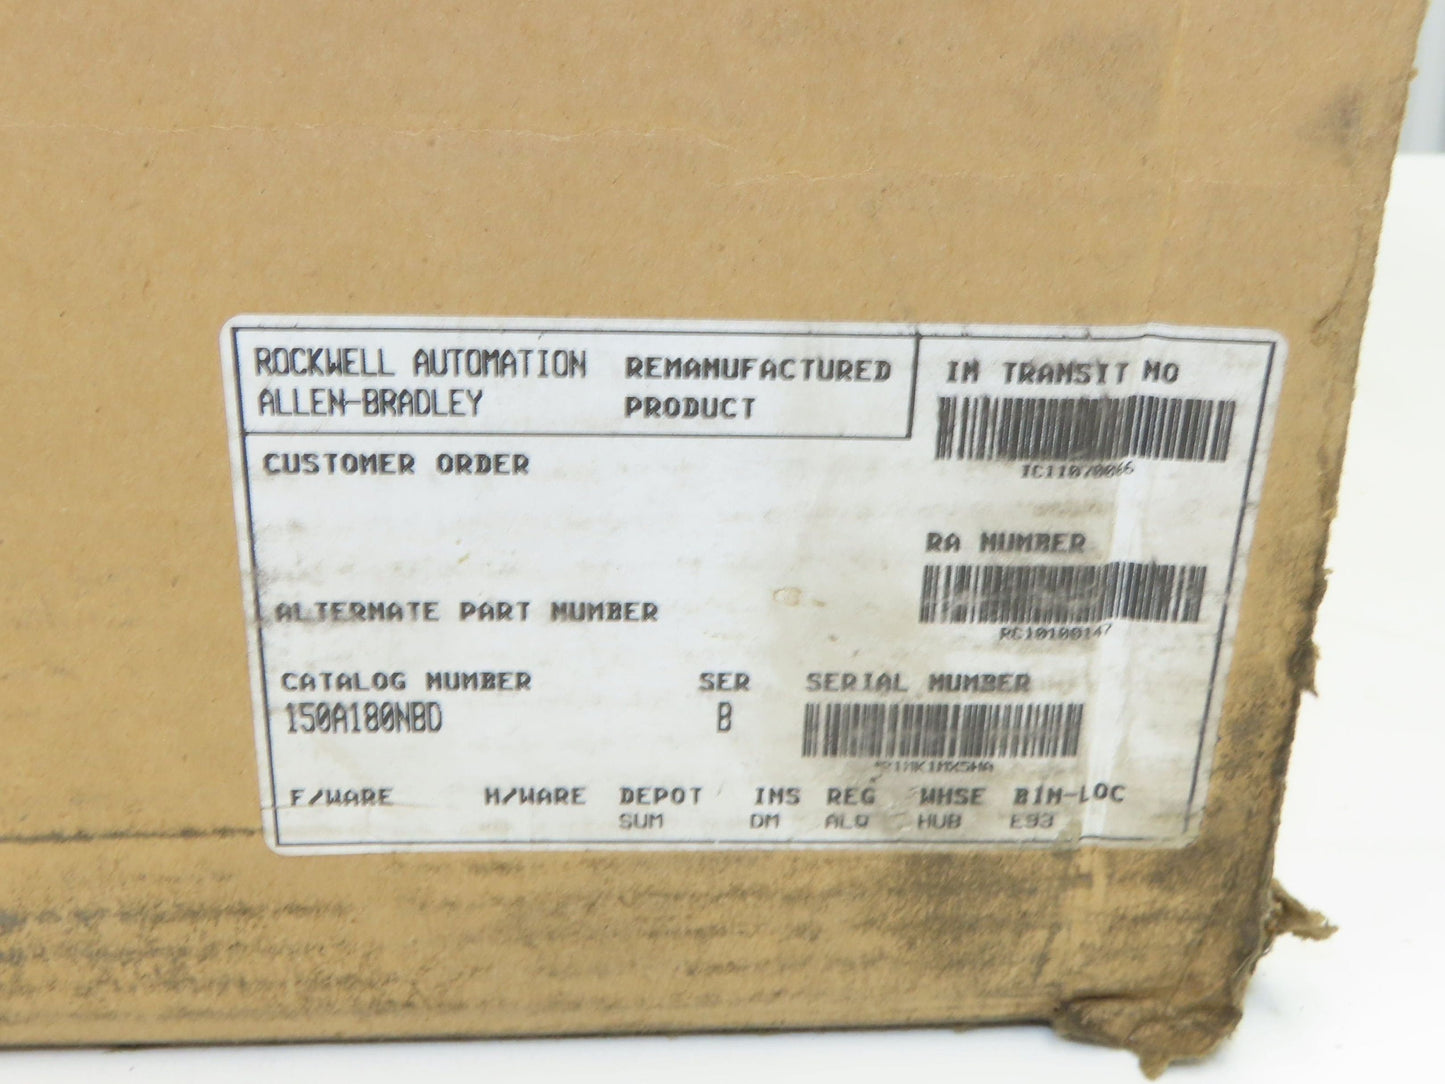 ROCKWELL AUTOMATION REMANUFACTURED
ALLEN-BRADLEY PRODUCT
IN TRANSIT NO
TC11070066
CUSTOMER ORDER
RA NUMBER
RC10100147
ALTERNATE PART NUMBER
CATALOG NUMBER SER SERIAL NUMBER
150A180NBD B
F/WARE H/WARE DEPOT INS REG WHSE BIN-LOC
SUM DM ALQ HUB E93